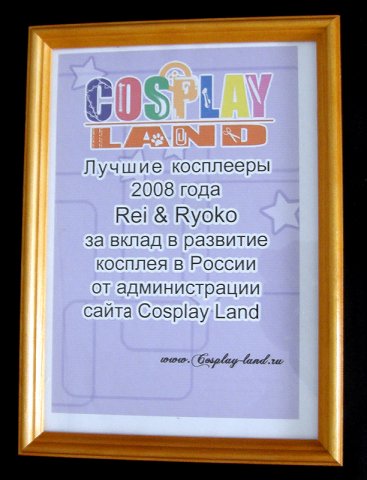 COSPLAY
LAND
Лучшие косплееры
2008 года
Rei & Ryoko
за вклад в развитие
косплея в России
от администрации
сайта Cosplay Land
www.Cosplay-land.ru